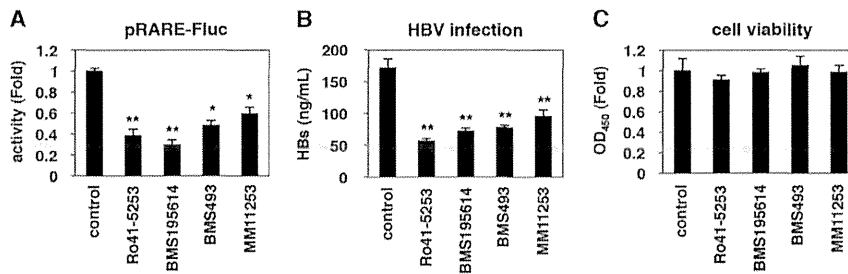 A
pRARE-Fluc
activity (Fold)
1.2
1
0.8
0.6
0.4
0.2
0
**
**
*
*
control
Ro41-5253
BMS195614
BMS493
MM11253
B
HBV infection
HBs (ng/mL)
200
150
100
50
0
**
**
**
**
control
Ro41-5253
BMS195614
BMS493
MM11253
C
cell viability
OD450 (Fold)
1.2
1
0.8
0.6
0.4
0.2
0
control
Ro41-5253
BMS195614
BMS493
MM11253